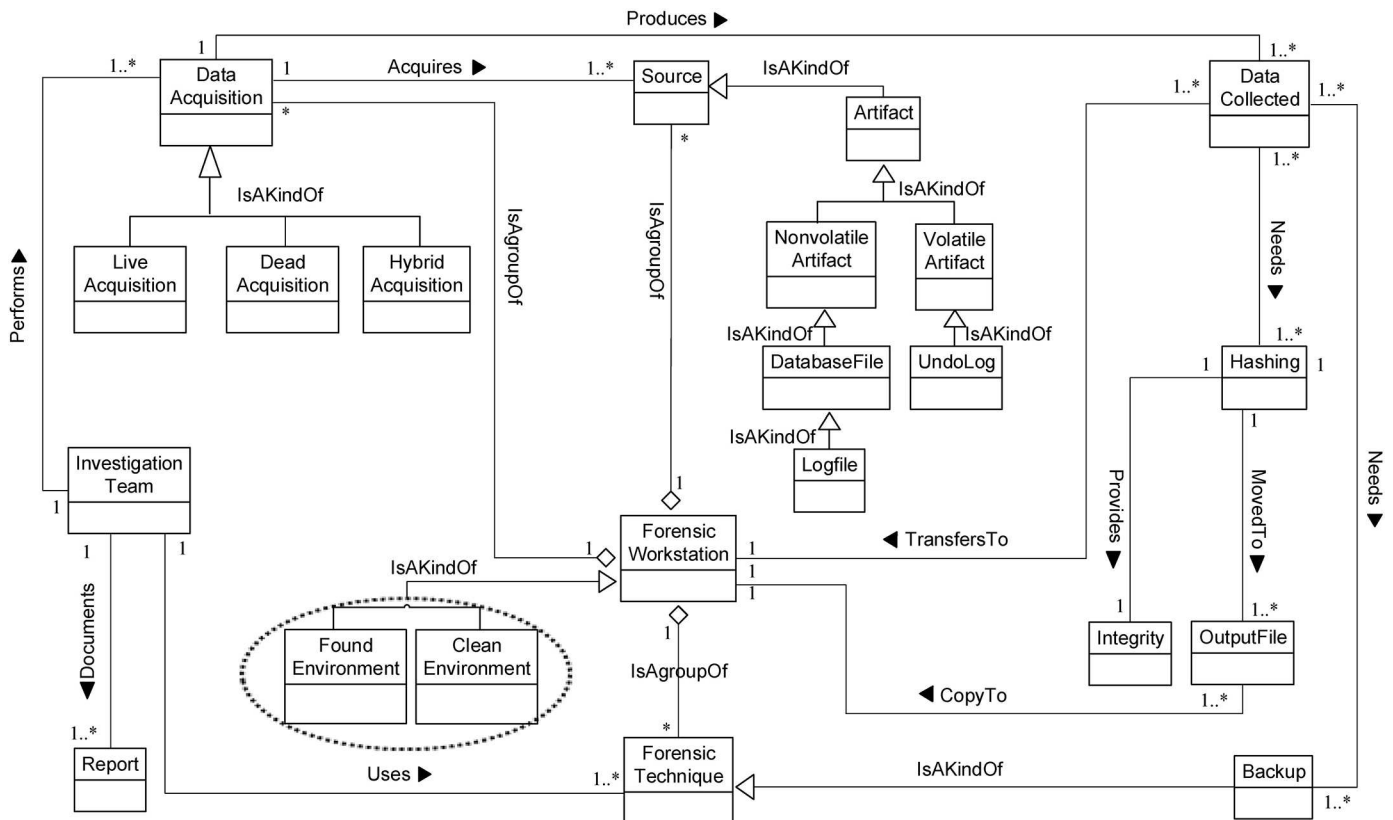 Produces ►
1
1..*
1..*
Data
Acquisition
1
Acquires ►
1..*
Source
IsAKindOf
Artifact
1..*
Data
Collected
1..*
*
*
1..*
IsAKindOf
IsAKindOf
Live
Acquisition
Dead
Acquisition
Hybrid
Acquisition
IsAgroupOf
IsAgroupOf
Nonvolatile
Artifact
Volatile
Artifact
Needs ►
Performs ►
IsAKindOf
IsAKindOf
1..*
DatabaseFile
UndoLog
1
Hashing
1
IsAKindOf
1
Logfile
Investigation
Team
Provides ►
MovedTo ►
Needs ►
1
1
1
1
Forensic
Workstation
1
1
1
1
◄ TransfersTo
IsAKindOf
Documents ►
Found
Environment
Clean
Environment
1
1
1..*
Integrity
OutputFile
IsAgroupOf
◄ CopyTo
1..*
1..*
Report
*
Uses ►
1..*
Forensic
Technique
IsAKindOf
Backup
1..*